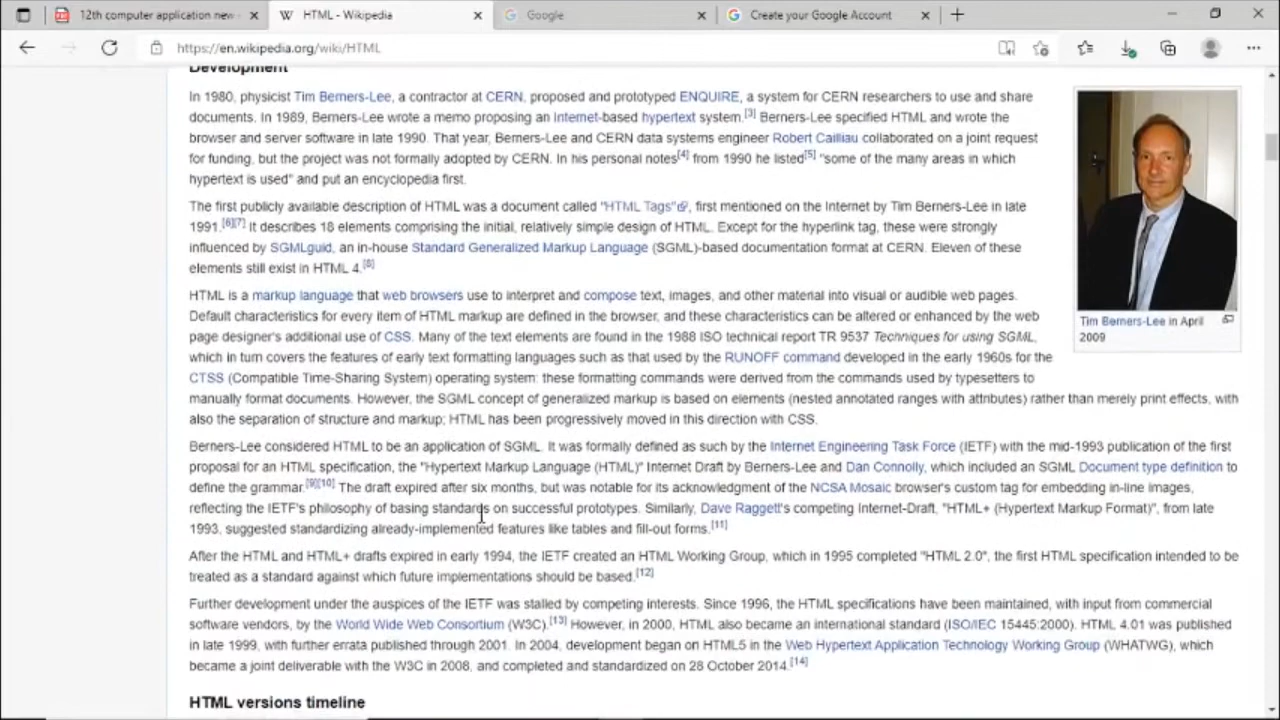 12th computer application new
HTML - Wikipedia
Google
Create your Google Account
https://en.wikipedia.org/wiki/HTML
Development
In 1980, physicist Tim Berners-Lee, a contractor at CERN, proposed and prototyped ENQUIRE, a system for CERN researchers to use and share
documents. In 1989, Berners-Lee wrote a memo proposing an Internet-based hypertext system.[3] Berners-Lee specified HTML and wrote the
browser and server software in late 1990. That year, Berners-Lee and CERN data systems engineer Robert Cailliau collaborated on a joint request
for funding, but the project was not formally adopted by CERN. In his personal notes[4] from 1990 he listed[5] "some of the many areas in which
hypertext is used" and put an encyclopedia first.
The first publicly available description of HTML was a document called "HTML Tags", first mentioned on the Internet by Tim Berners-Lee in late
1991.[6][7] It describes 18 elements comprising the initial, relatively simple design of HTML. Except for the hyperlink tag, these were strongly
influenced by SGMLguid, an in-house Standard Generalized Markup Language (SGML)-based documentation format at CERN. Eleven of these
elements still exist in HTML 4.[8]
HTML is a markup language that web browsers use to interpret and compose text, images, and other material into visual or audible web pages.
Default characteristics for every item of HTML markup are defined in the browser, and these characteristics can be altered or enhanced by the web
page designer's additional use of CSS. Many of the text elements are found in the 1988 ISO technical report TR 9537 Techniques for using SGML,
which in turn covers the features of early text formatting languages such as that used by the RUNOFF command developed in the early 1960s for the
CTSS (Compatible Time-Sharing System) operating system: these formatting commands were derived from the commands used by typesetters to
manually format documents. However, the SGML concept of generalized markup is based on elements (nested annotated ranges with attributes) rather than merely print effects, with
also the separation of structure and markup; HTML has been progressively moved in this direction with CSS.
Tim Berners-Lee in April
2009
Berners-Lee considered HTML to be an application of SGML. It was formally defined as such by the Internet Engineering Task Force (IETF) with the mid-1993 publication of the first
proposal for an HTML specification, the "Hypertext Markup Language (HTML)" Internet Draft by Berners-Lee and Dan Connolly, which included an SGML Document type definition to
define the grammar.[9][10] The draft expired after six months, but was notable for its acknowledgment of the NCSA Mosaic browser's custom tag for embedding in-line images,
reflecting the IETF's philosophy of basing standards on successful prototypes. Similarly, Dave Raggett's competing Internet-Draft, "HTML+ (Hypertext Markup Format)", from late
1993, suggested standardizing already-implemented features like tables and fill-out forms.[11]
After the HTML and HTML+ drafts expired in early 1994, the IETF created an HTML Working Group, which in 1995 completed "HTML 2.0", the first HTML specification intended to be
treated as a standard against which future implementations should be based.[12]
Further development under the auspices of the IETF was stalled by competing interests. Since 1996, the HTML specifications have been maintained, with input from commercial
software vendors, by the World Wide Web Consortium (W3C).[13] However, in 2000, HTML also became an international standard (ISO/IEC 15445:2000). HTML 4.01 was published
in late 1999, with further errata published through 2001. In 2004, development began on HTML5 in the Web Hypertext Application Technology Working Group (WHATWG), which
became a joint deliverable with the W3C in 2008, and completed and standardized on 28 October 2014.[14]
HTML versions timeline